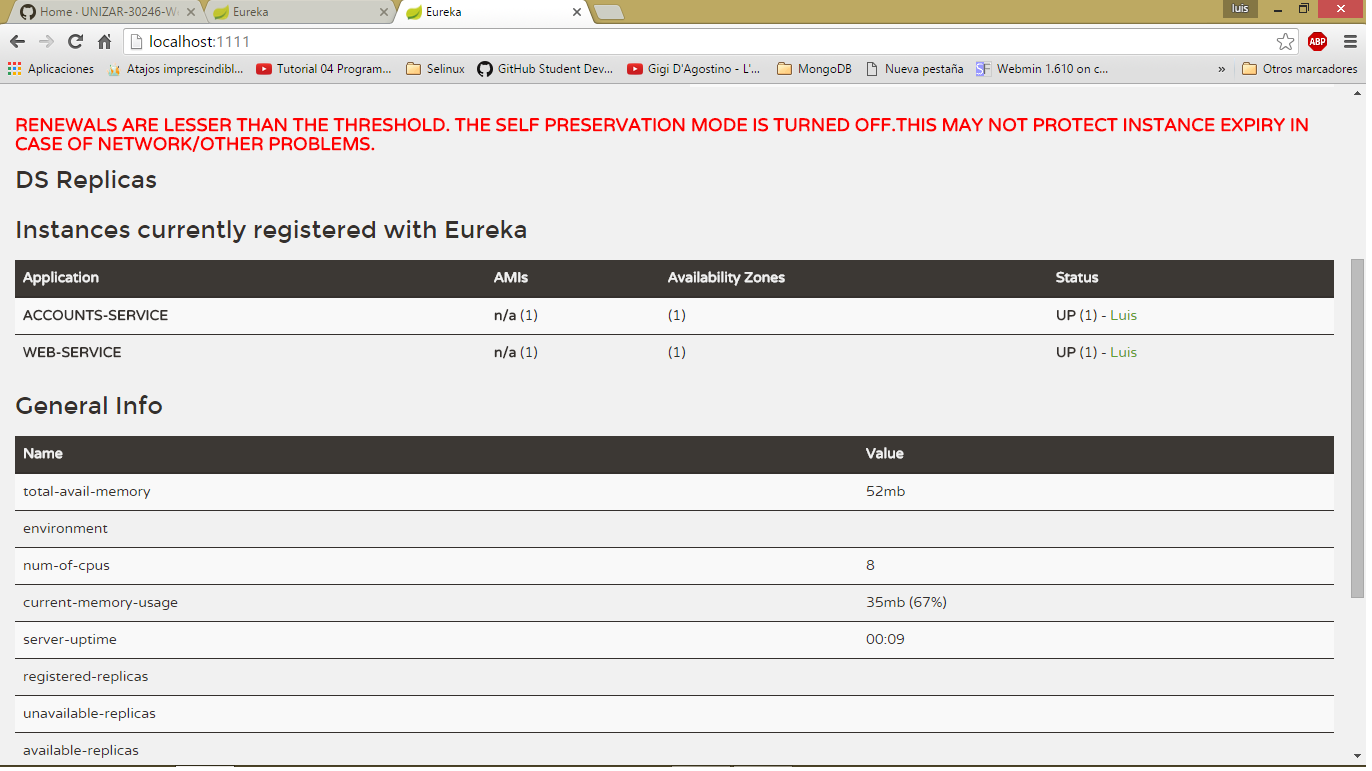 Home · UNIZAR-30246-We Eureka Eureka luis
localhost:1111 ABP
Aplicaciones Atajos imprescindibl... Tutorial 04 Program... Selinux GitHub Student Dev... Gigi D'Agostino - L'... MongoDB Nueva pestaña SF Webmin 1.610 on c... » Otros marcadores
RENEWALS ARE LESSER THAN THE THRESHOLD. THE SELF PRESERVATION MODE IS TURNED OFF.THIS MAY NOT PROTECT INSTANCE EXPIRY IN
CASE OF NETWORK/OTHER PROBLEMS.
DS Replicas
Instances currently registered with Eureka
Application AMIs Availability Zones Status
ACCOUNTS-SERVICE n/a (1) (1) UP (1) - Luis
WEB-SERVICE n/a (1) (1) UP (1) - Luis
General Info
Name Value
total-avail-memory 52mb
environment
num-of-cpus 8
current-memory-usage 35mb (67%)
server-uptime 00:09
registered-replicas
unavailable-replicas
available-replicas